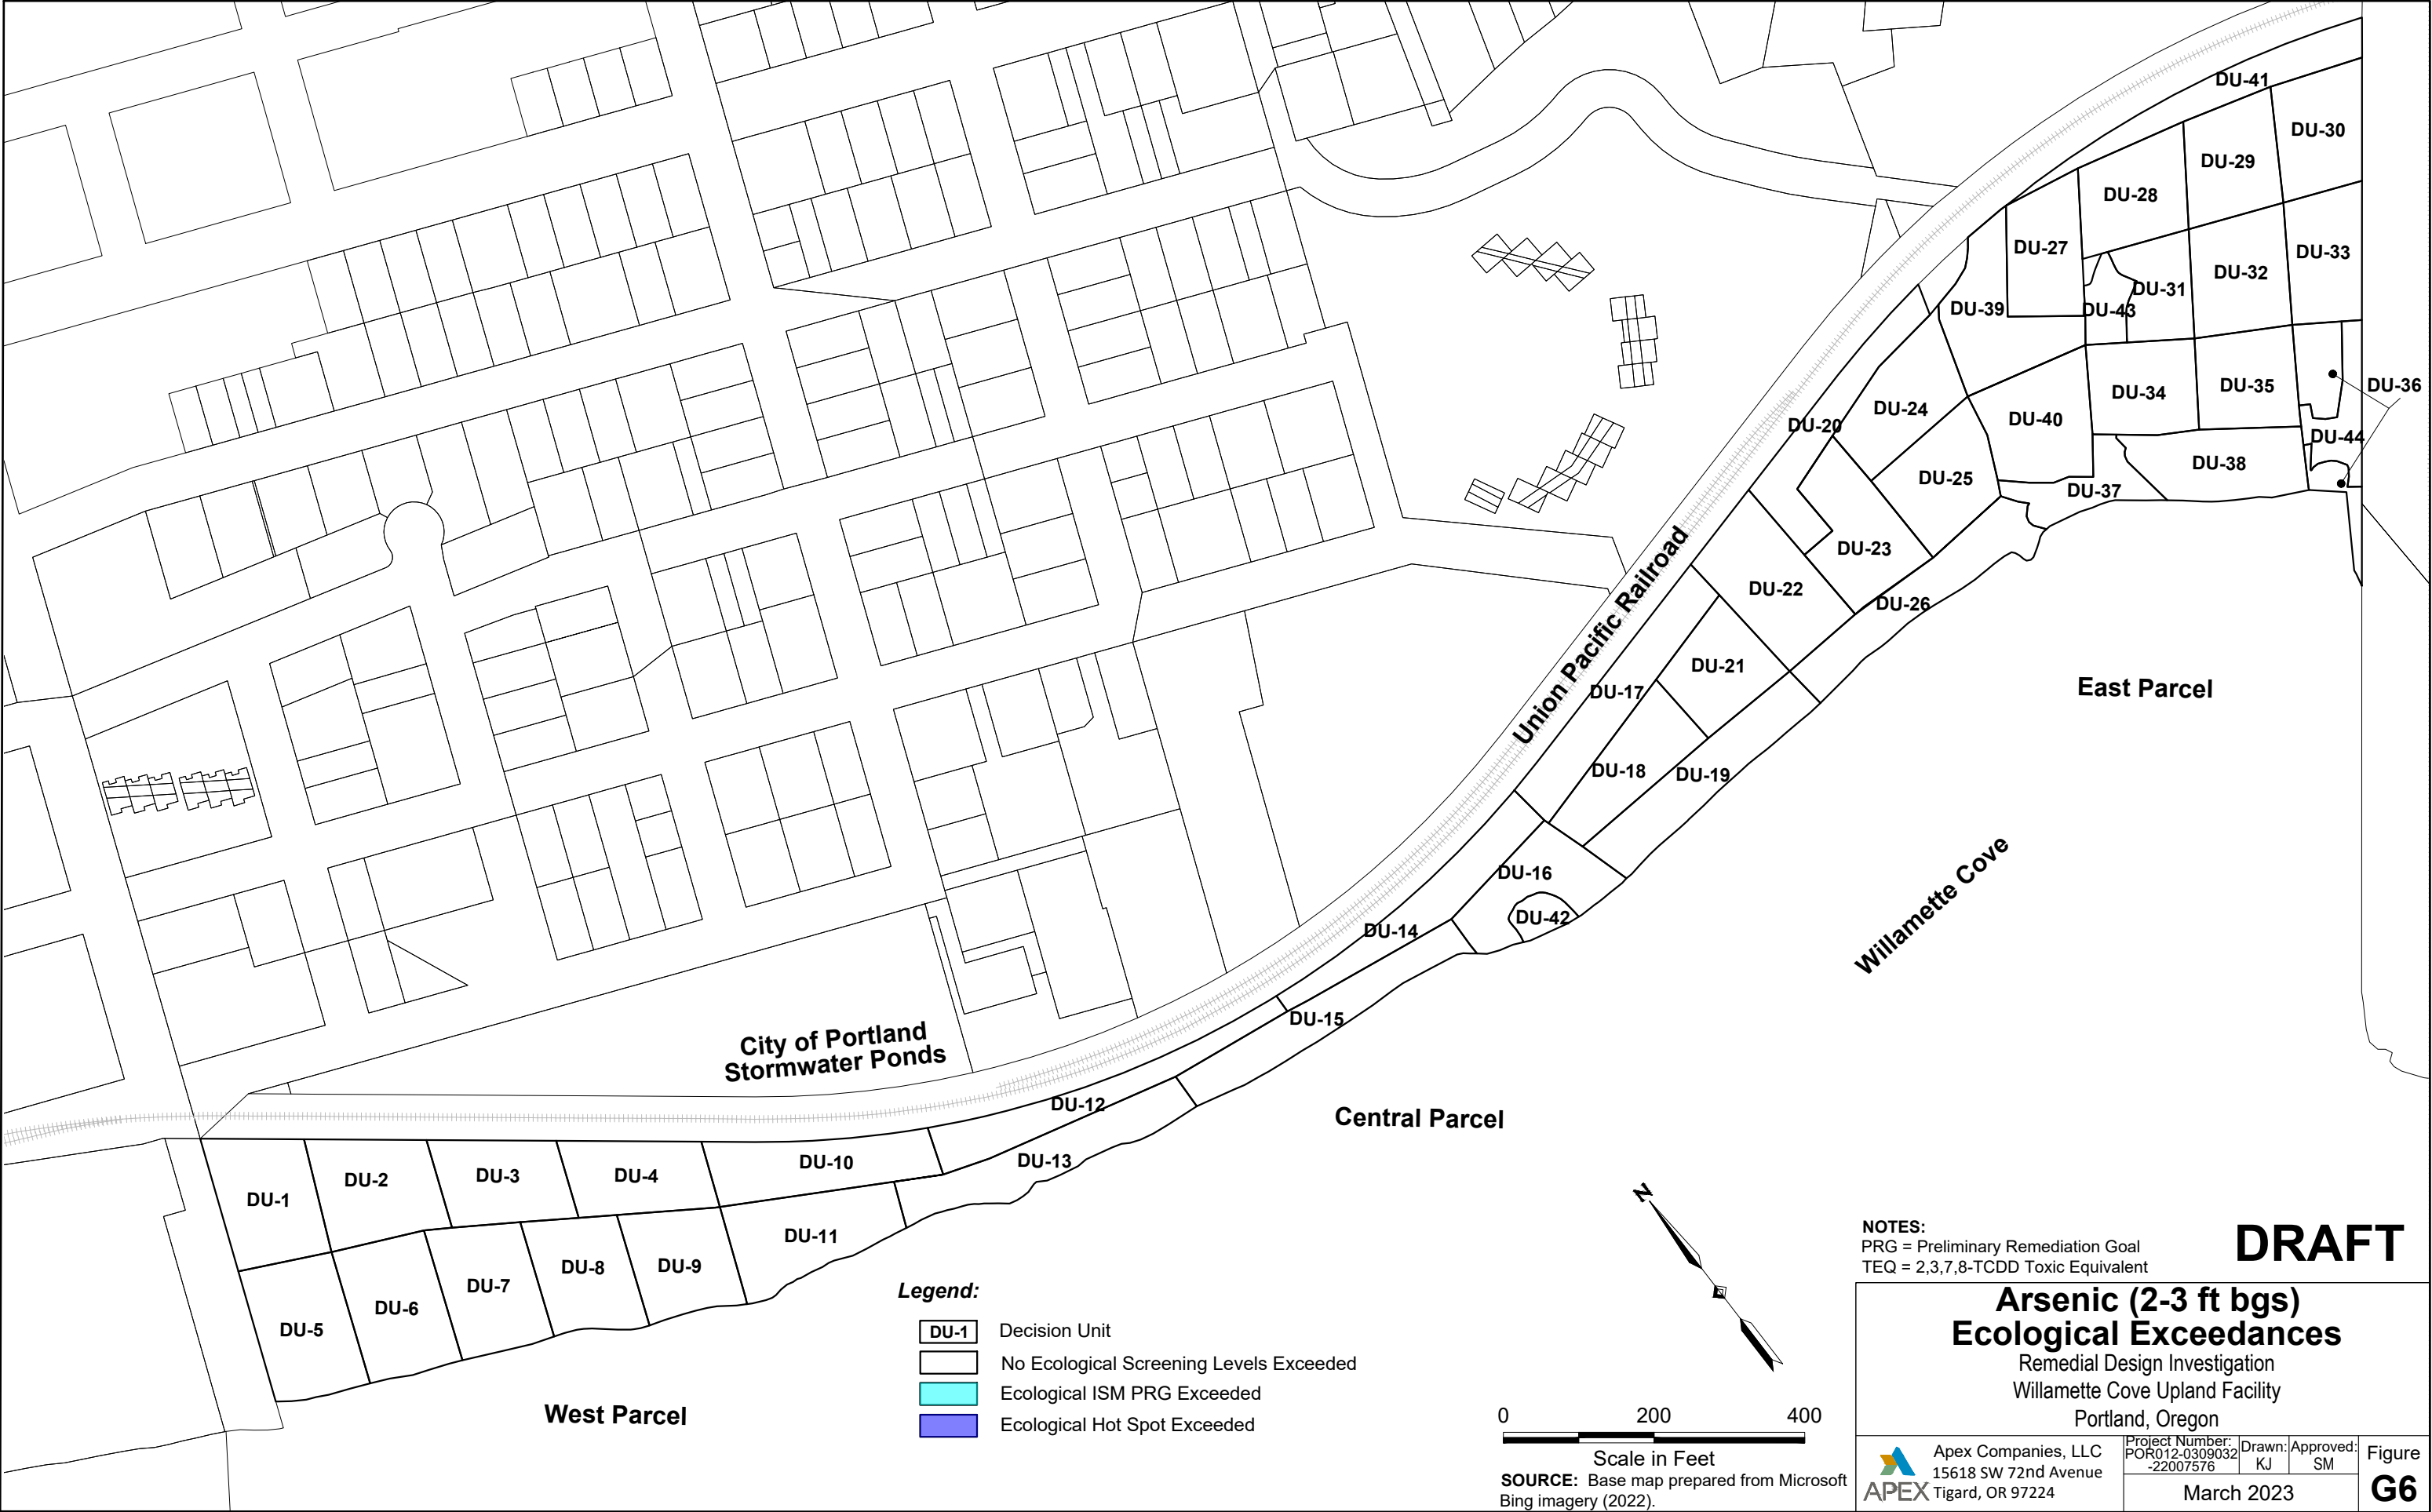 DU-41
DU-30
DU-29
DU-28
DU-27
DU-33
DU-32
DU-31
DU-43
DU-39
DU-36
DU-35
DU-34
DU-24
DU-40
DU-20
DU-44
DU-38
DU-25
DU-37
DU-23
DU-22
DU-26
Union Pacific Railroad
DU-21
DU-17
East Parcel
DU-18
DU-19
DU-16
DU-42
DU-14
Willamette Cove
DU-15
City of Portland
Stormwater Ponds
DU-12
Central Parcel
DU-13
DU-10
DU-4
DU-3
DU-2
DU-1
DU-11
DU-9
DU-8
DU-7
DU-6
DU-5
West Parcel
Legend:
DU-1 Decision Unit
No Ecological Screening Levels Exceeded
Ecological ISM PRG Exceeded
Ecological Hot Spot Exceeded
N
0 200 400
Scale in Feet
SOURCE: Base map prepared from Microsoft
Bing imagery (2022).
NOTES:
PRG = Preliminary Remediation Goal
TEQ = 2,3,7,8-TCDD Toxic Equivalent
DRAFT
Arsenic (2-3 ft bgs)
Ecological Exceedances
Remedial Design Investigation
Willamette Cove Upland Facility
Portland, Oregon
APEX
Apex Companies, LLC
15618 SW 72nd Avenue
Tigard, OR 97224
Project Number:
POR012-0309032
-22007576
Drawn:
KJ
Approved:
SM
March 2023
Figure
G6